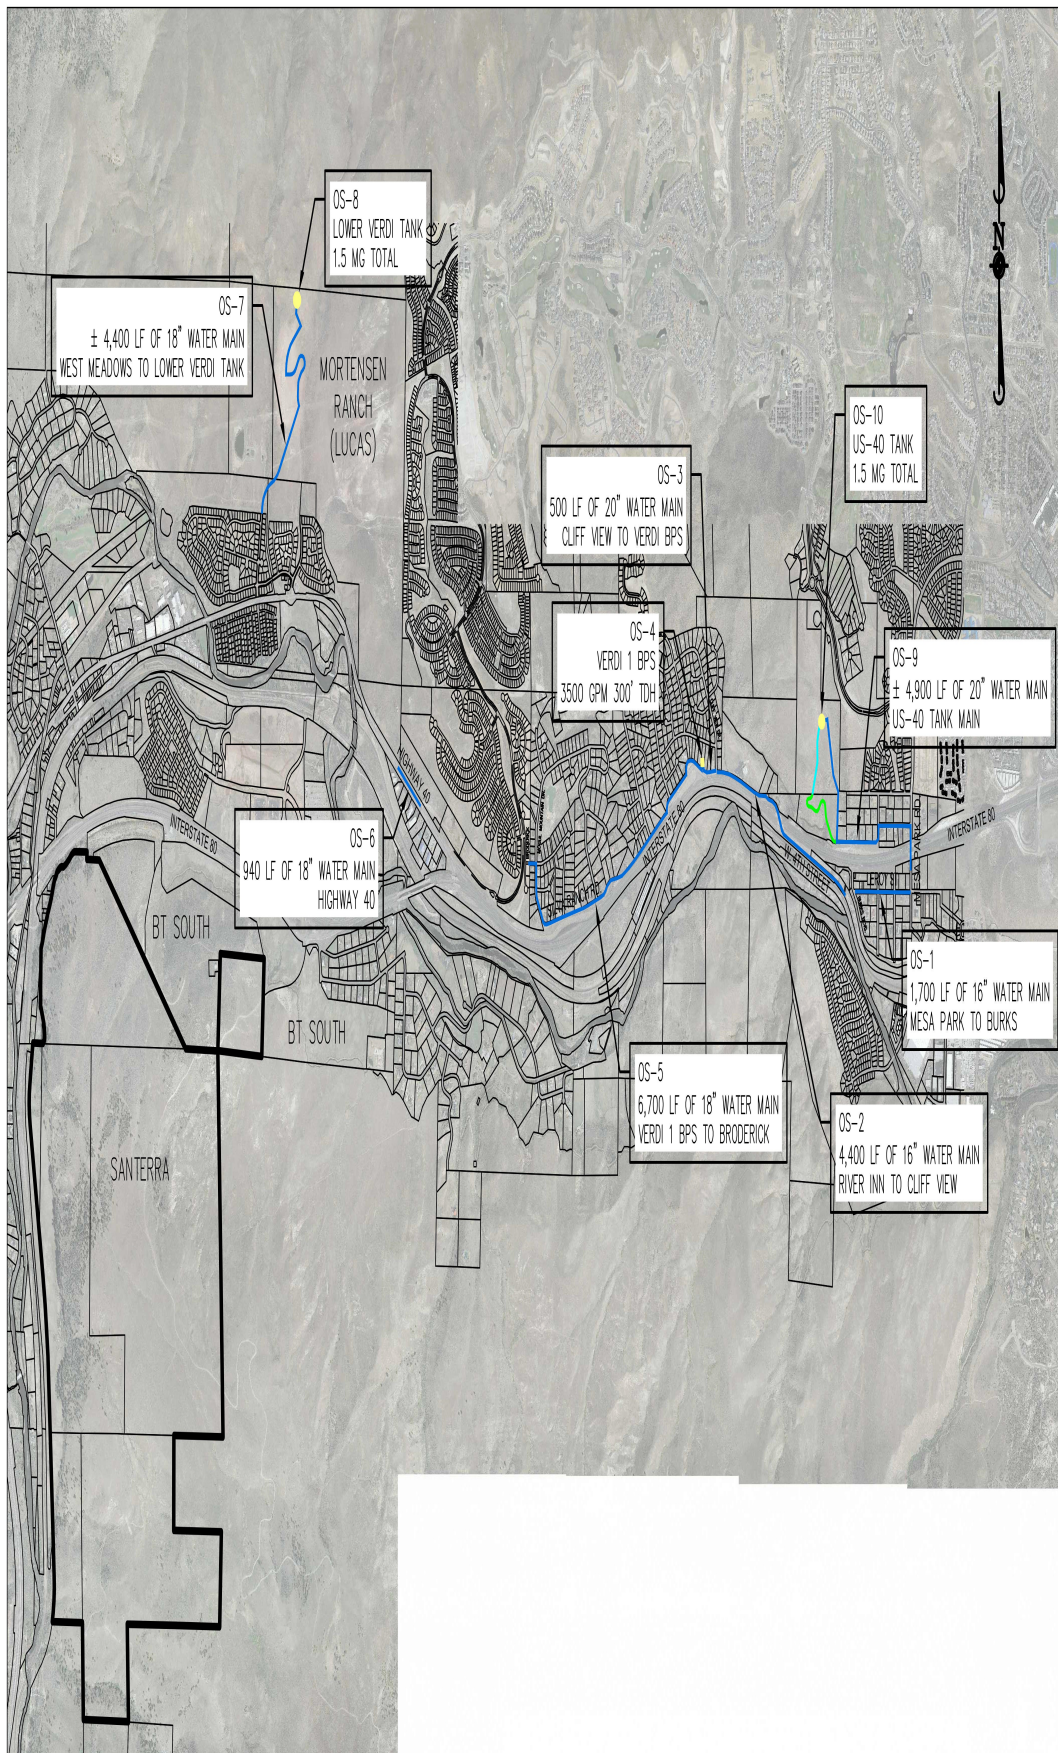 OS-8
LOWER VERDI TANK
1.5 MG TOTAL
OS-7
± 4,400 LF OF 18" WATER MAIN
WEST MEADOWS TO LOWER VERDI TANK
MORTENSEN
RANCH
(LUCAS)
N
OS-10
US-40 TANK
1.5 MG TOTAL
OS-3
500 LF OF 20" WATER MAIN
CLIFF VIEW TO VERDI BPS
OS-4
VERDI 1 BPS
3500 GPM 300' TDH
OS-9
± 4,900 LF OF 20" WATER MAIN
US-40 TANK MAIN
HIGHWAY 40
INTERSTATE 80
INTERSTATE 80
INTERSTATE 80
MESA PARK RD
W 4TH STREET
OS-6
940 LF OF 18" WATER MAIN
HIGHWAY 40
BT SOUTH
BT SOUTH
OS-1
1,700 LF OF 16" WATER MAIN
MESA PARK TO BURKS
OS-5
6,700 LF OF 18" WATER MAIN
VERDI 1 BPS TO BRODERICK
OS-2
4,400 LF OF 16" WATER MAIN
RIVER INN TO CLIFF VIEW
SANTERRA